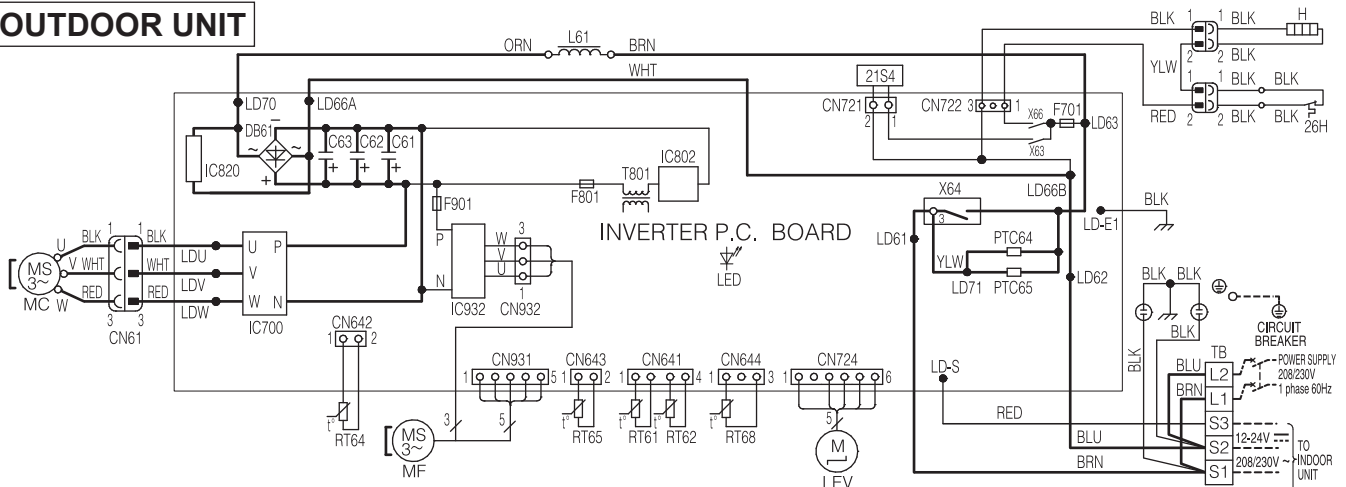 OUTDOOR UNIT
ORN L61 BRN
WHT
BLK 1 1 BLK H
2 2 BLK
YLW
1 1 BLK BLK
RED 2 2 BLK BLK 26H
21S4
CN721 2 1
CN722 3 1
X66 F701 LD63
X63
LD70 LD66A
DB61 −
~ ~
+
C63 C62 C61
+ + +
IC820
IC802
T801
F801
F901
X64
3
LD66B
LD61
YLW
LD71
PTC64
PTC65
LD62
LD-E1 BLK
INVERTER P.C. BOARD
LED
U BLK 1 1 BLK LDU U P
MS 3~ V WHT WHT LDV V
MC W RED 3 3 RED LDW W N
CN61
IC700
P
N
IC932
W 3
V
U 1
CN932
CN642
1 2
t°
RT64
CN931
1 5
3 5
MS 3~
MF
CN643
1 2
t°
RT65
CN641
1 4
t° t°
RT61 RT62
CN644
1 3
t°
RT68
CN724
1 6
5
M
LEV
LD-S
RED
BLU
BRN
BLK BLK
BLK
BLK
CIRCUIT
BREAKER
TB
BLU L2 POWER SUPPLY
208/230V
BRN L1 1 phase 60Hz
S3
12-24V
S2 TO
INDOOR
UNIT
S1 208/230V ~